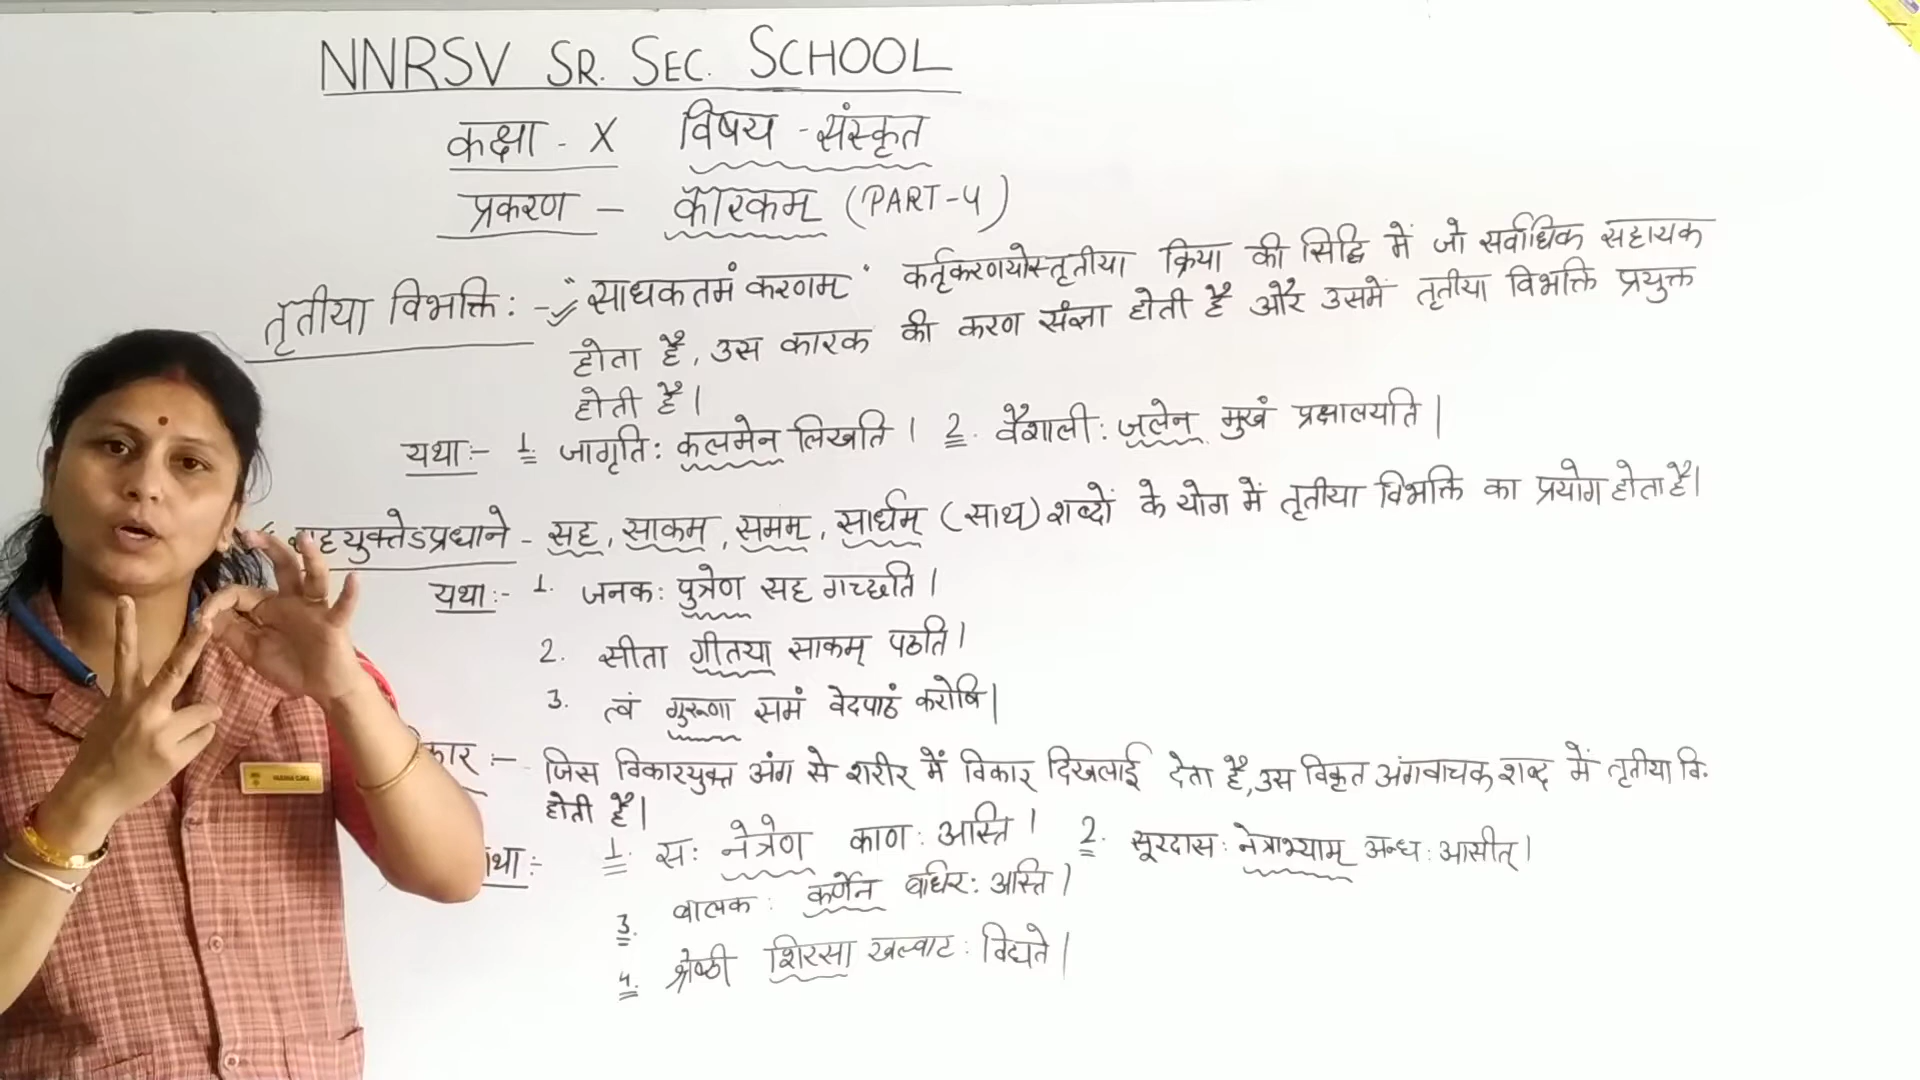 NNRSV SR. SEC. SCHOOL
कक्षा - X विषय - संस्कृत
प्रकरण - कारकम् (PART-4)
तृतीया विभक्ति: - "साधकतमं करणम्" कर्तृकरणयोस्तृतीया क्रिया की सिद्धि में जो सर्वाधिक सहायक
होता है, उस कारक की करण संज्ञा होती है और उसमें तृतीया विभक्ति प्रयुक्त
होती है।
यथा:- 1. जागृति: कलमेन लिखति। 2. वैशाली: जलेन मुखं प्रक्षालयति।
सहयुक्तेऽप्रधाने - सह, साकम्, समम्, सार्धम् (साथ) शब्दों के योग में तृतीया विभक्ति का प्रयोग होता है।
यथा:- 1. जनक: पुत्रेण सह गच्छति।
2. सीता गीतया साकम् पठति।
3. त्वं गुरूणा समं वेदपाठं करोषि।
कार :- जिस विकारयुक्त अंग से शरीर में विकार दिखलाई देता है, उस विकृत अंगवाचक शब्द में तृतीया वि.
होती है।
था:- 1. स: नेत्रेण काण: अस्ति। 2. सूरदास: नेत्राभ्याम् अन्ध: आसीत्।
3. बालक: कर्णेन बधिर: अस्ति।
4. श्रेष्ठी शिरसा खल्वाट: विद्यते।